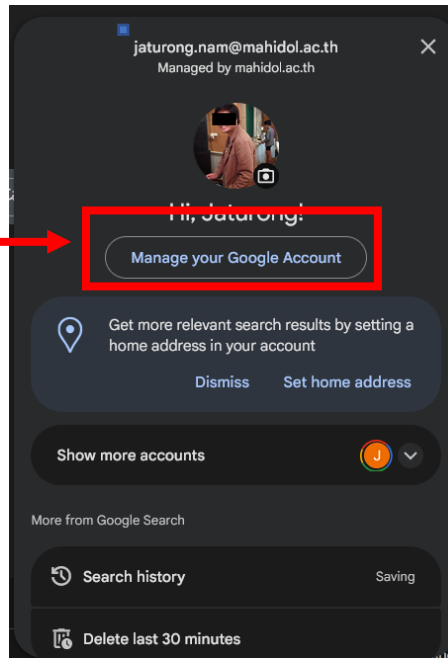 jaturong.nam@mahidol.ac.th
Managed by mahidol.ac.th
Hi, Jaturong!
Manage your Google Account
Get more relevant search results by setting a
home address in your account
Dismiss Set home address
Show more accounts J
More from Google Search
Search history Saving
Delete last 30 minutes